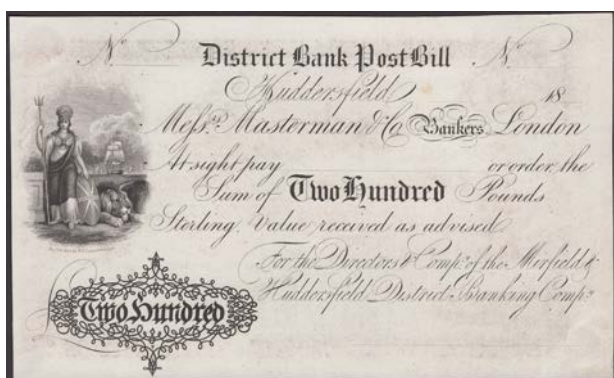 No District Bank Post Bill No
Huddersfield 18
Messrs. Masterman & Co Bankers London
At sight pay or order, the
Sum of Two Hundred Pounds
Sterling, Value received as advised
For the Directors & Compy. of the Mirfield &
Huddersfield District Banking Compy.
£ Two Hundred